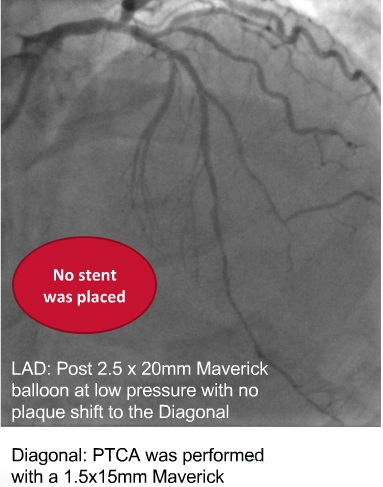 No stent
was placed
LAD: Post 2.5 x 20mm Maverick
balloon at low pressure with no
plaque shift to the Diagonal
Diagonal: PTCA was performed
with a 1.5x15mm Maverick